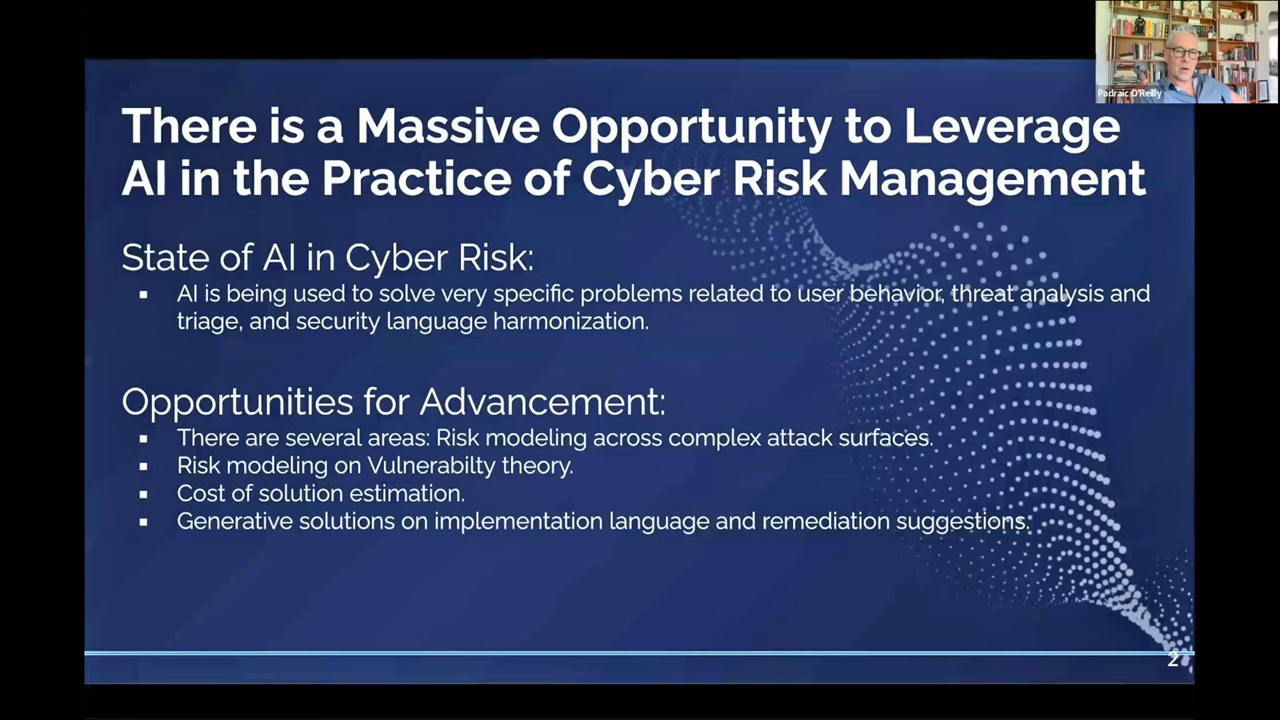 Padraic O'Reilly
There is a Massive Opportunity to Leverage
AI in the Practice of Cyber Risk Management
State of AI in Cyber Risk:
▪ AI is being used to solve very specific problems related to user behavior, threat analysis and
triage, and security language harmonization.
Opportunities for Advancement:
▪ There are several areas: Risk modeling across complex attack surfaces.
▪ Risk modeling on Vulnerabilty theory.
▪ Cost of solution estimation.
▪ Generative solutions on implementation language and remediation suggestions.
2